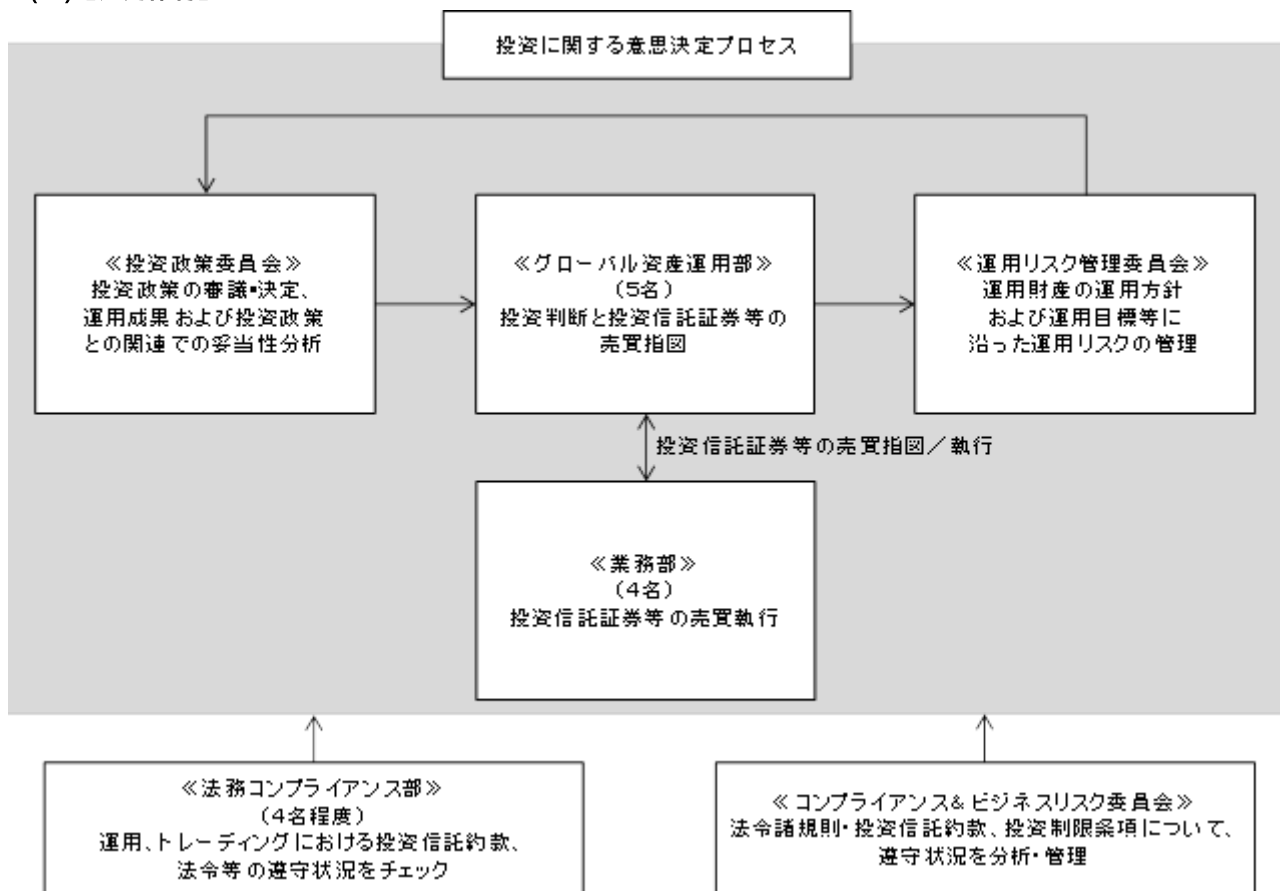 投資に関する意思決定プロセス
≪投資政策委員会≫
投資政策の審議・決定、
運用成果および投資政策
との関連での妥当性分析
≪グローバル資産運用部≫
(5名)
投資判断と投資信託証券等の
売買指図
≪運用リスク管理委員会≫
運用財産の運用方針
および運用目標等に
沿った運用リスクの管理
投資信託証券等の売買指図／執行
≪業務部≫
(4名)
投資信託証券等の売買執行
≪法務コンプライアンス部≫
(4名程度)
運用、トレーディングにおける投資信託約款、
法令等の遵守状況をチェック
≪コンプライアンス&ビジネスリスク委員会≫
法令諸規則・投資信託約款、投資制限条項について、
遵守状況を分析・管理